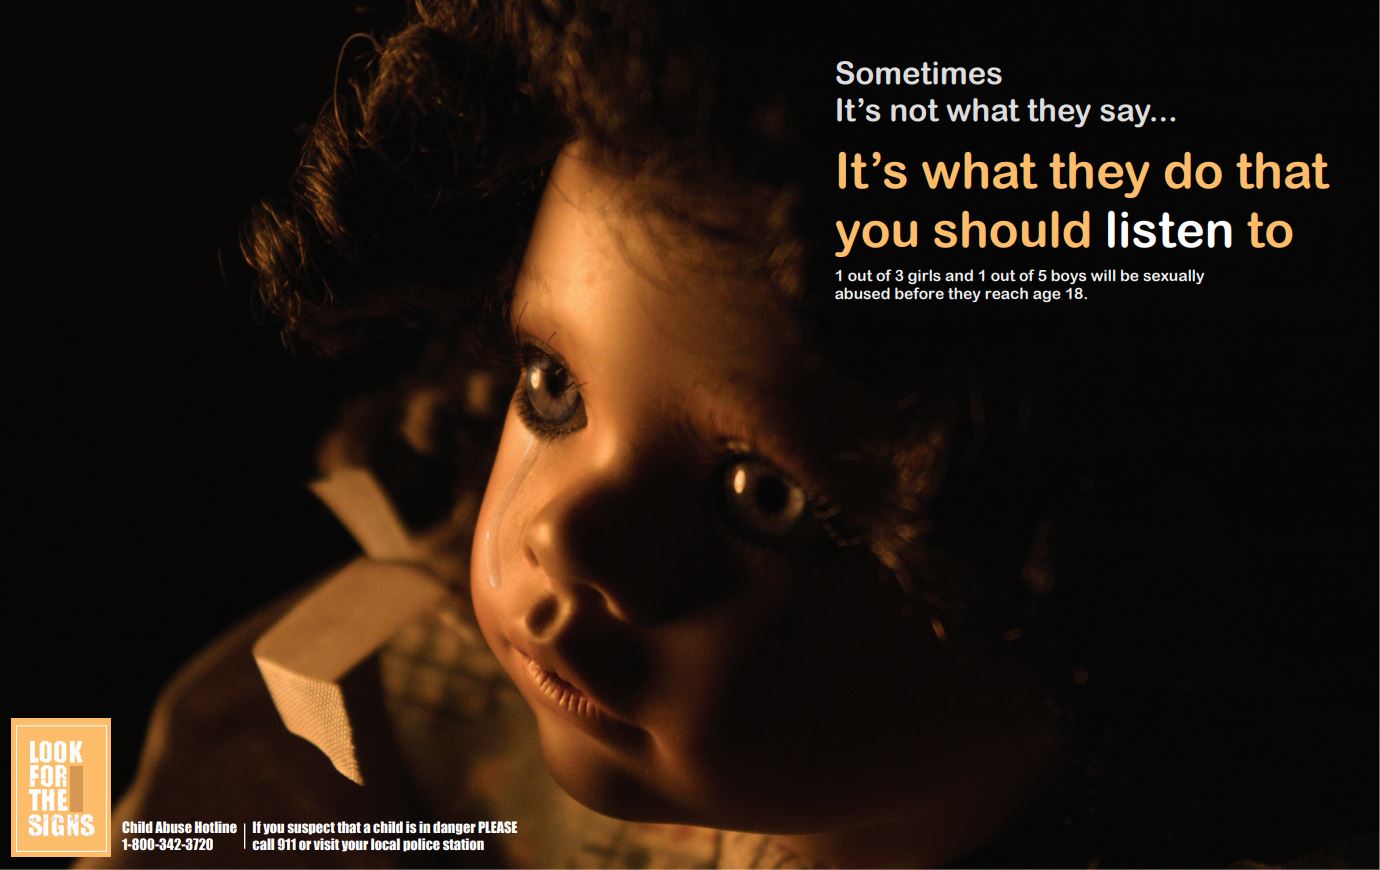 Sometimes
It's not what they say...
It's what they do that
you should listen to
1 out of 3 girls and 1 out of 5 boys will be sexually
abused before they reach age 18.
LOOK
FOR
THE
SIGNS
Child Abuse Hotline
1-800-342-3720
If you suspect that a child is in danger PLEASE
call 911 or visit your local police station